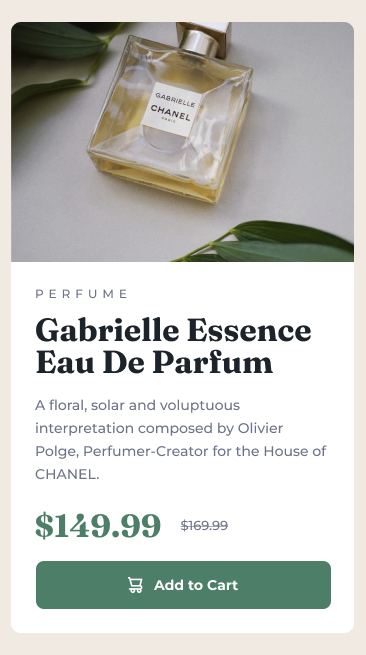 GABRIELLE
CHANEL
PARIS
PERFUME
Gabrielle Essence
Eau De Parfum
A floral, solar and voluptuous
interpretation composed by Olivier
Polge, Perfumer-Creator for the House of
CHANEL.
$149.99 $169.99
Add to Cart